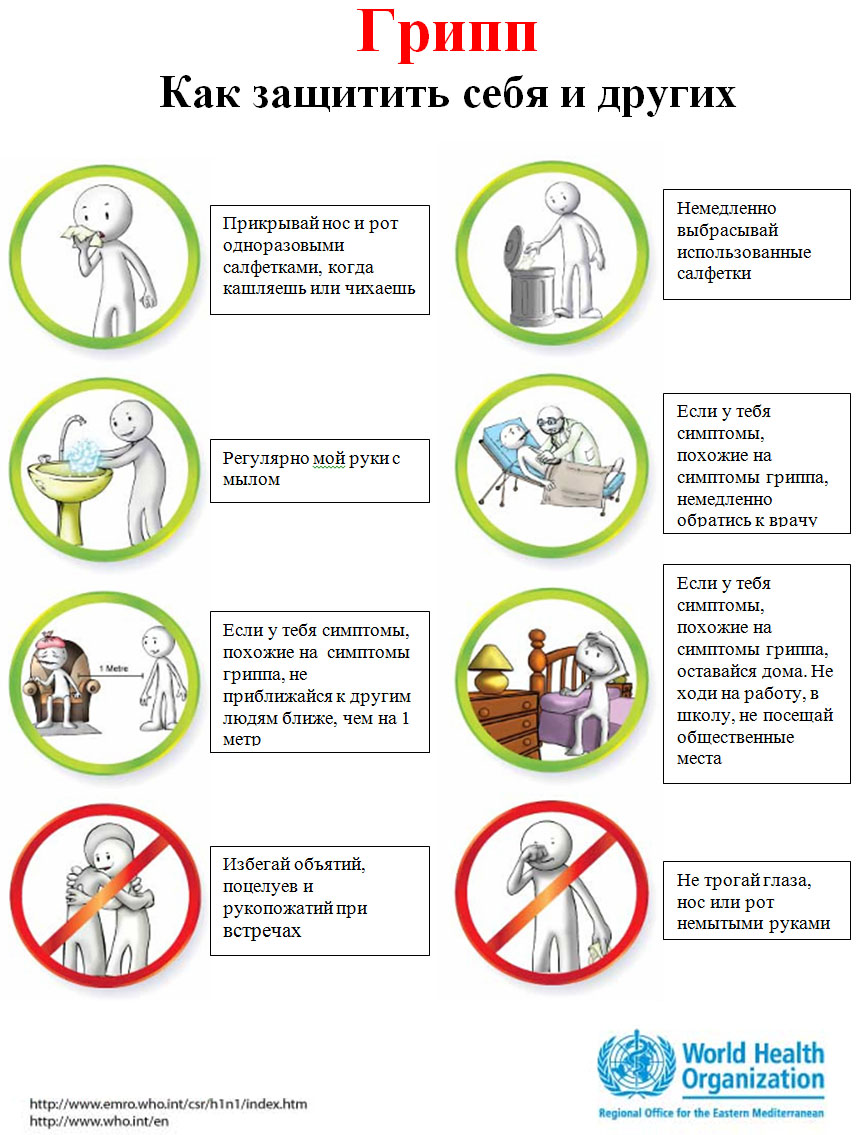 Грипп
Как защитить себя и других
Прикрывай нос и рот
одноразовыми
салфетками, когда
кашляешь или чихаешь
Немедленно
выбрасывай
использованные
салфетки
Регулярно мой руки с
мылом
Если у тебя
симптомы,
похожие на
симптомы гриппа,
немедленно
обратись к врачу
Если у тебя симптомы,
похожие на симптомы
гриппа, не
приближайся к другим
людям ближе, чем на 1
метр
1 Metre
Если у тебя
симптомы,
похожие на
симптомы гриппа,
оставайся дома. Не
ходи на работу, в
школу, не посещай
общественные
места
Избегай объятий,
поцелуев и
рукопожатий при
встречах
Не трогай глаза,
нос или рот
немытыми руками
World Health
Organization
Regional Office for the Eastern Mediterranean
http://www.emro.who.int/csr/h1n1/index.htm
http://www.who.int/en